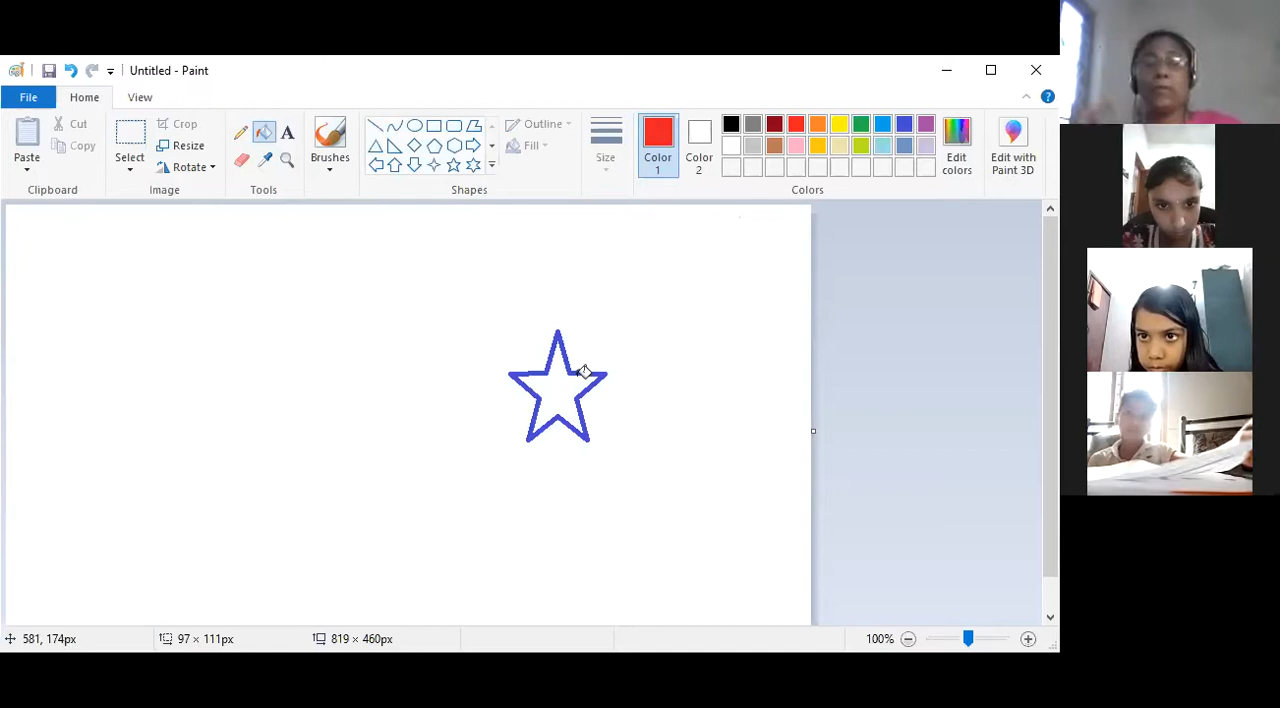 Untitled - Paint
File Home View
Cut
Copy
Paste
Clipboard
Select
Crop
Resize
Rotate
Image
A
Tools
Brushes
Outline
Fill
Shapes
Size
Color 1
Color 2
Edit colors
Colors
Edit with Paint 3D
581, 174px
97 × 111px
819 × 460px
100%